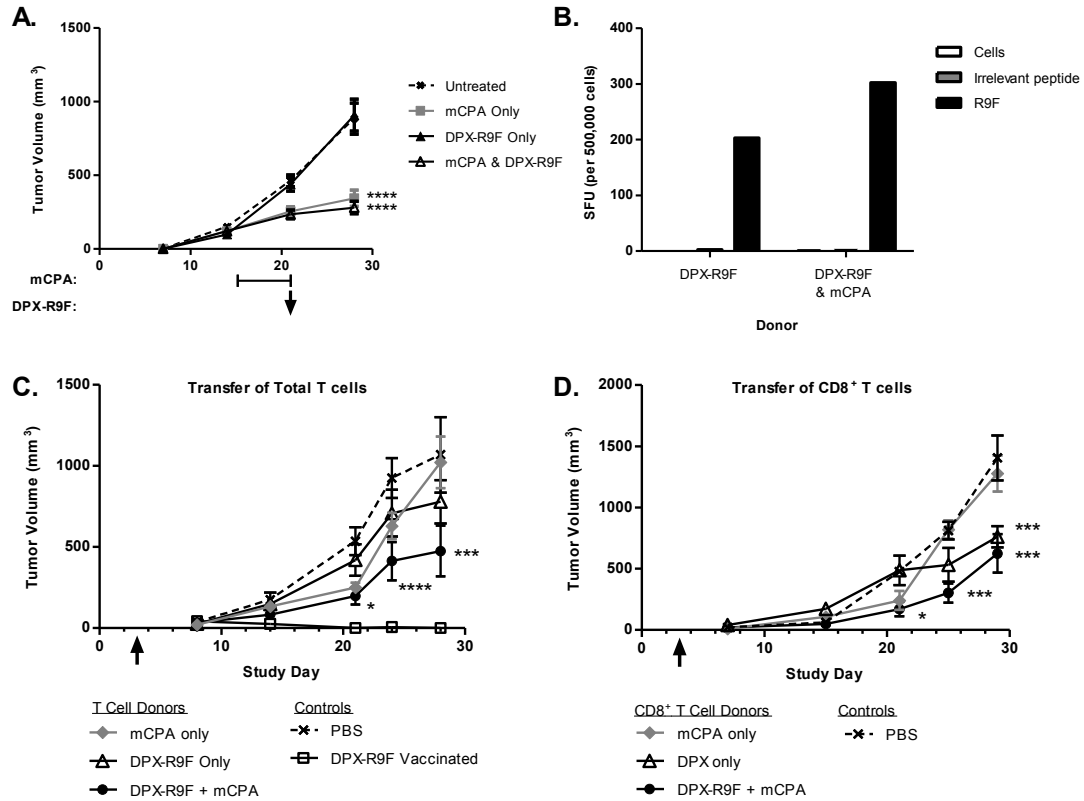 A.
1500
1000
500
0
Tumor Volume (mm3)
0 10 20 30
mCPA:
DPX-R9F:
Untreated
mCPA Only
DPX-R9F Only
mCPA & DPX-R9F
****
****
B.
400
300
200
100
0
SFU (per 500,000 cells)
DPX-R9F
DPX-R9F
& mCPA
Donor
Cells
Irrelevant peptide
R9F
C.
Transfer of Total T cells
1500
1000
500
0
Tumor Volume (mm3)
***
****
*
0 10 20 30
Study Day
T Cell Donors
mCPA only
DPX-R9F Only
DPX-R9F + mCPA
Controls
PBS
DPX-R9F Vaccinated
D.
Transfer of CD8+ T cells
2000
1500
1000
500
0
Tumor Volume (mm3)
***
***
***
*
0 10 20 30
Study Day
CD8+ T Cell Donors
mCPA only
DPX only
DPX-R9F + mCPA
Controls
PBS